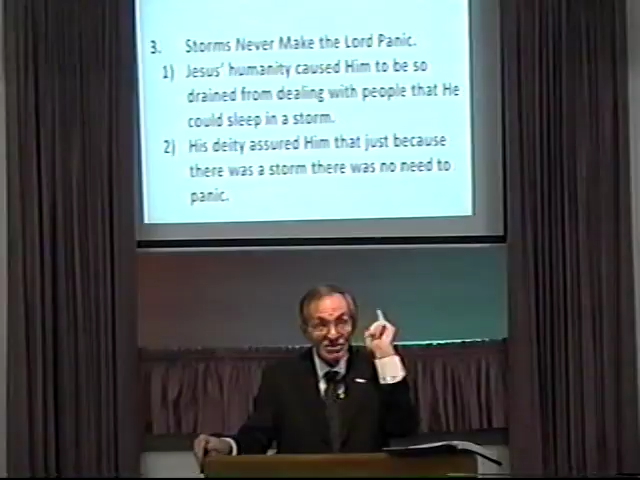 3. Storms Never Make the Lord Panic.
1) Jesus' humanity caused Him to be so
drained from dealing with people that He
could sleep in a storm.
2) His deity assured Him that just because
there was a storm there was no need to
panic.